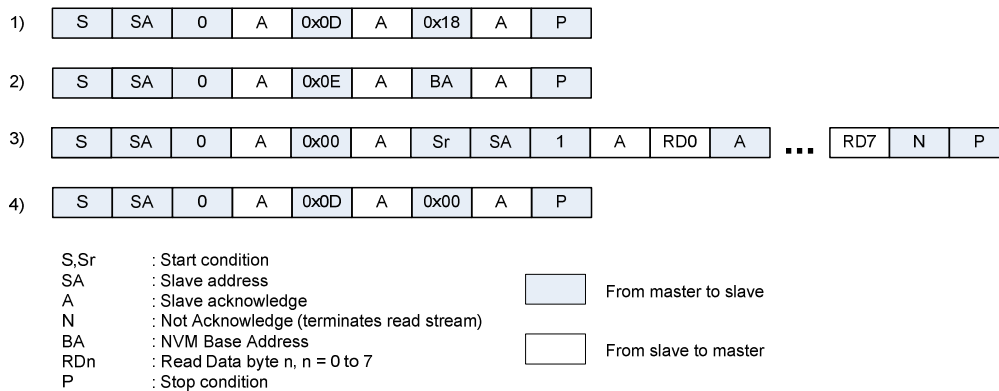 1) S SA 0 A 0x0D A 0x18 A P
2) S SA 0 A 0x0E A BA A P
3) S SA 0 A 0x00 A Sr SA 1 A RD0 A ... RD7 N P
4) S SA 0 A 0x0D A 0x00 A P
S,Sr : Start condition
SA : Slave address
A : Slave acknowledge
N : Not Acknowledge (terminates read stream)
BA : NVM Base Address
RDn : Read Data byte n, n = 0 to 7
P : Stop condition
From master to slave
From slave to master